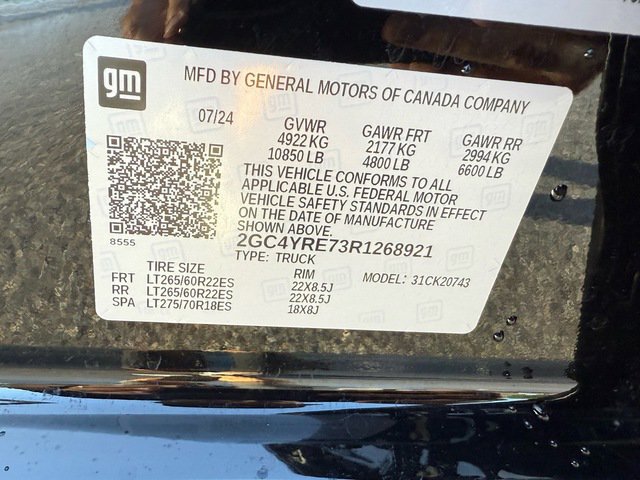 gm
MFD BY GENERAL MOTORS OF CANADA COMPANY
07/24
GVWR
4922 KG
10850 LB
GAWR FRT
2177 KG
4800 LB
GAWR RR
2994 KG
6600 LB
THIS VEHICLE CONFORMS TO ALL
APPLICABLE U.S. FEDERAL MOTOR
VEHICLE SAFETY STANDARDS IN EFFECT
ON THE DATE OF MANUFACTURE
SHOWN ABOVE.
8555
2GC4YRE73R1268921
TYPE: TRUCK
MODEL: 31CK20743
TIRE SIZE RIM
FRT LT265/60R22ES 22X8.5J
RR LT265/60R22ES 22X8.5J
SPA LT275/70R18ES 18X8J